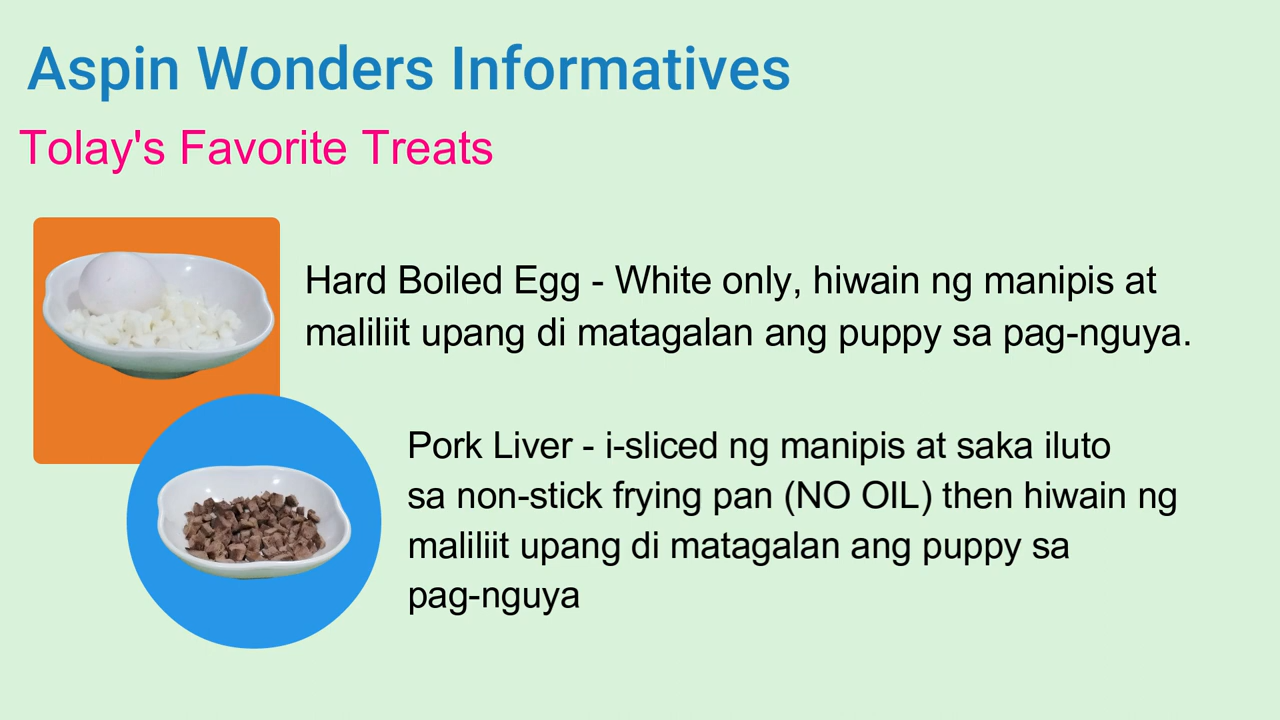 Aspin Wonders Informatives
Tolay's Favorite Treats
Hard Boiled Egg - White only, hiwain ng manipis at
maliliit upang di matagalan ang puppy sa pag-nguya.
Pork Liver - i-sliced ng manipis at saka iluto
sa non-stick frying pan (NO OIL) then hiwain ng
maliliit upang di matagalan ang puppy sa
pag-nguya